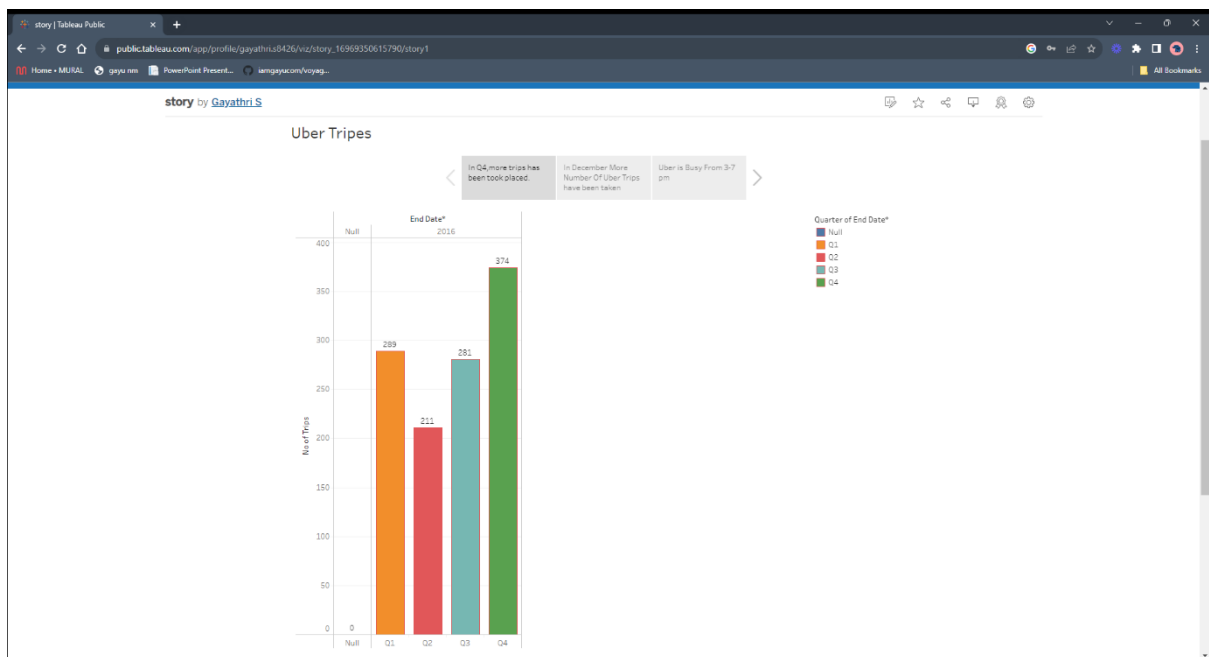 story | Tableau Public
public.tableau.com/app/profile/gayathri.s8426/viz/story_16969350615790/story1
Home • MURAL
gayu nm
PowerPoint Present...
iamgayucom/voyag...
All Bookmarks
story by Gayathri S
Uber Tripes
In Q4,more trips has
been took placed.
In December More
Number Of Uber Trips
have been taken
Uber is Busy From 3-7
pm
End Date*
Null
2016
No of Trips
400
350
300
250
200
150
100
50
0
0
289
211
281
374
Null
Q1
Q2
Q3
Q4
Quarter of End Date*
Null
Q1
Q2
Q3
Q4